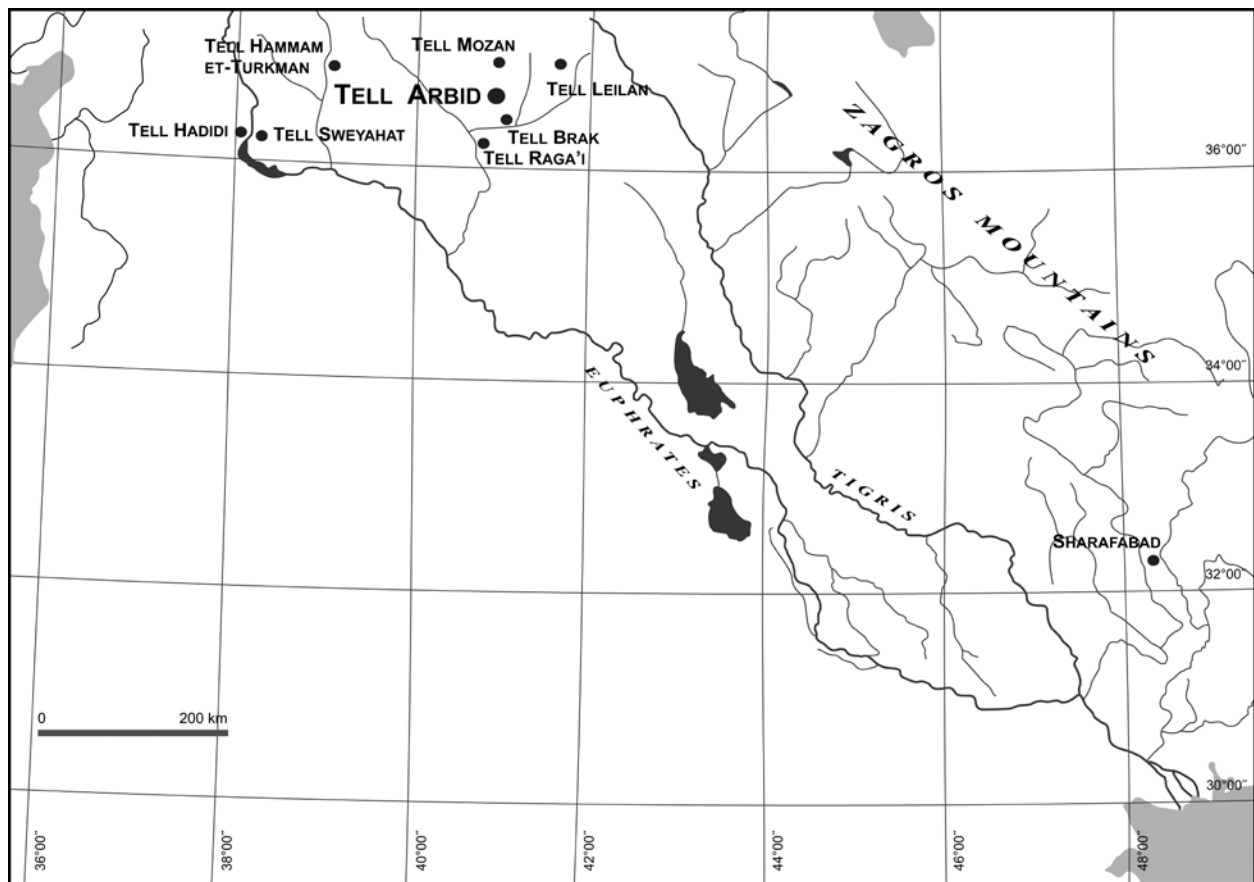 TELL HAMMAM
ET-TURKMAN
TELL MOZAN
TELL ARBID
TELL LEILAN
TELL HADIDI
TELL SWEYAHAT
TELL BRAK
TELL RAGA'I
36°00˝
ZAGROS MOUNTAINS
34°00˝
EUPHRATES
TIGRIS
SHARAFABAD
32°00˝
0 200 km
30°00˝
36°00˝
38°00˝
40°00˝
42°00˝
44°00˝
46°00˝
48°00˝